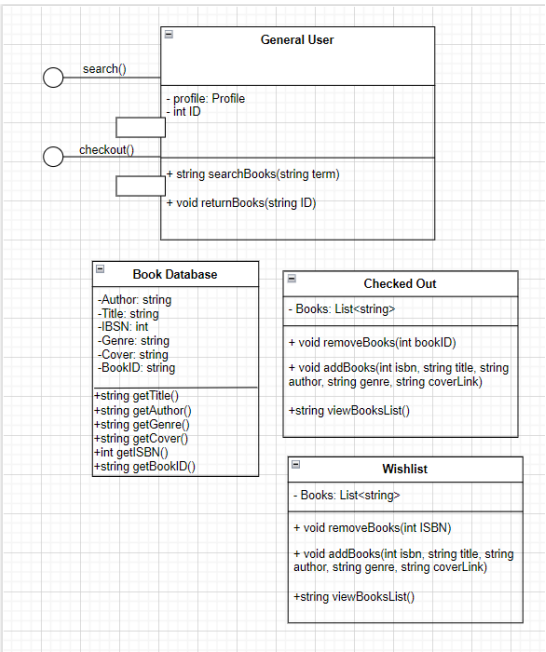 General User
search()
- profile: Profile
- int ID
checkout()
+ string searchBooks(string term)
+ void returnBooks(string ID)
Book Database
-Author: string
-Title: string
-IBSN: int
-Genre: string
-Cover: string
-BookID: string
+string getTitle()
+string getAuthor()
+string getGenre()
+string getCover()
+int getISBN()
+string getBookID()
Checked Out
- Books: List<string>
+ void removeBooks(int bookID)
+ void addBooks(int isbn, string title, string
author, string genre, string coverLink)
+string viewBooksList()
Wishlist
- Books: List<string>
+ void removeBooks(int ISBN)
+ void addBooks(int isbn, string title, string
author, string genre, string coverLink)
+string viewBooksList()